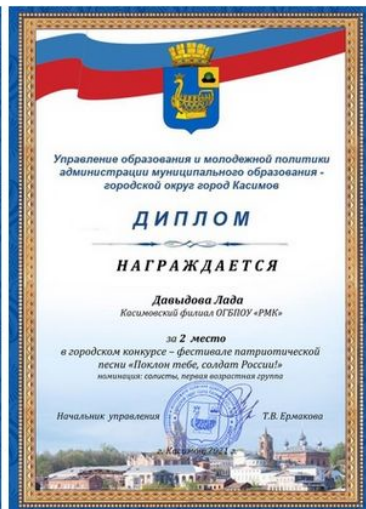 Управление образования и молодежной политики
администрации муниципального образования -
городской округ город Касимов
ДИПЛОМ
НАГРАЖДАЕТСЯ
Давыдова Лада
Касимовский филиал ОГБПОУ «РМК»
за 2 место
в городском конкурсе – фестивале патриотической
песни «Поклон тебе, солдат России!»
номинация: солисты, первая возрастная группа
Начальник управления Т.В. Ермакова
г. Касимов, 2021 г.